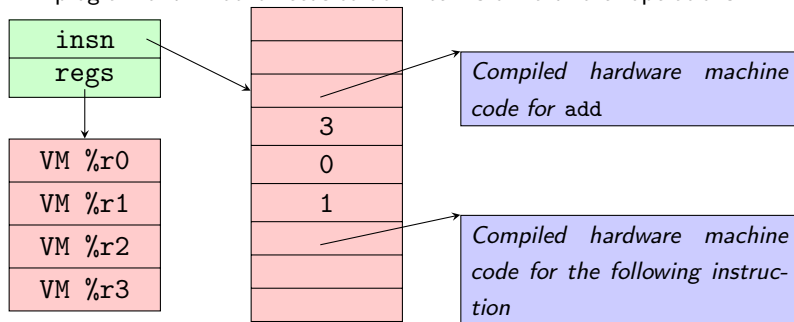 insn
regs
VM %r0
VM %r1
VM %r2
VM %r3
3
0
1
Compiled hardware machine
code for add
Compiled hardware machine
code for the following instruc-
tion